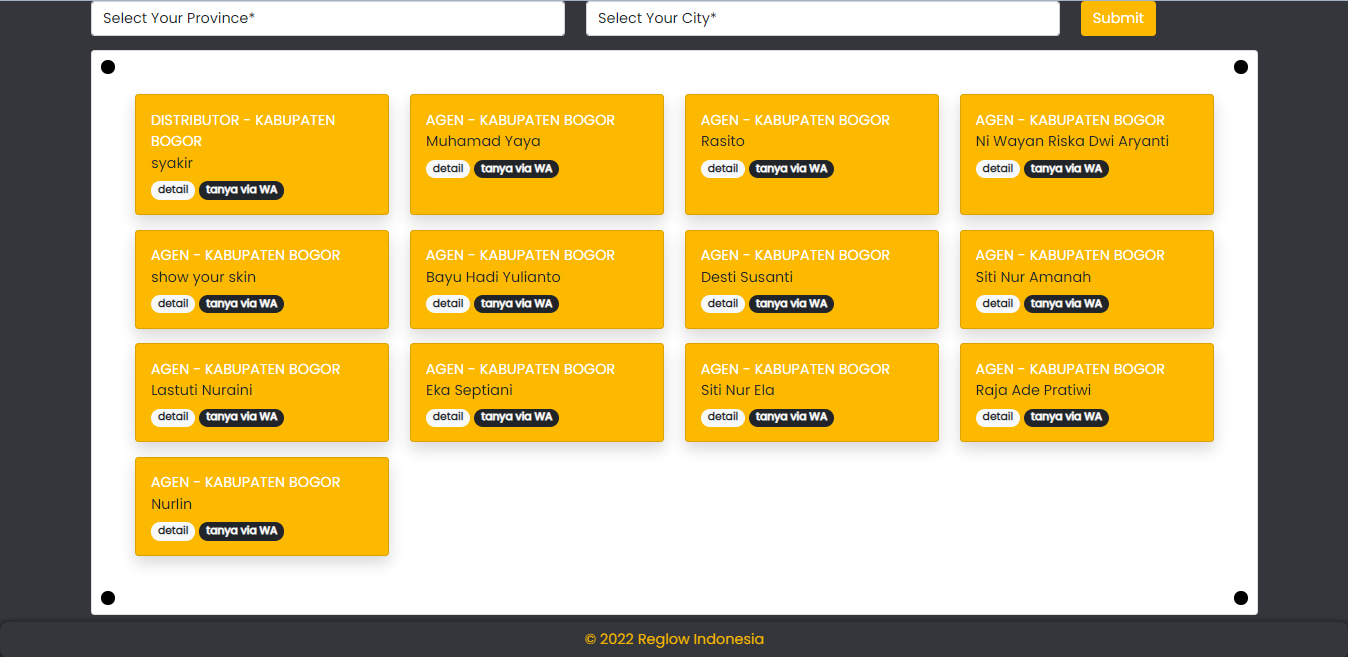 Select Your Province*
Select Your City*
Submit
DISTRIBUTOR - KABUPATEN
BOGOR
syakir
detail
tanya via WA
AGEN - KABUPATEN BOGOR
Muhamad Yaya
detail
tanya via WA
AGEN - KABUPATEN BOGOR
Rasito
detail
tanya via WA
AGEN - KABUPATEN BOGOR
Ni Wayan Riska Dwi Aryanti
detail
tanya via WA
AGEN - KABUPATEN BOGOR
show your skin
detail
tanya via WA
AGEN - KABUPATEN BOGOR
Bayu Hadi Yulianto
detail
tanya via WA
AGEN - KABUPATEN BOGOR
Desti Susanti
detail
tanya via WA
AGEN - KABUPATEN BOGOR
Siti Nur Amanah
detail
tanya via WA
AGEN - KABUPATEN BOGOR
Lastuti Nuraini
detail
tanya via WA
AGEN - KABUPATEN BOGOR
Eka Septiani
detail
tanya via WA
AGEN - KABUPATEN BOGOR
Siti Nur Ela
detail
tanya via WA
AGEN - KABUPATEN BOGOR
Raja Ade Pratiwi
detail
tanya via WA
AGEN - KABUPATEN BOGOR
Nurlin
detail
tanya via WA
© 2022 Reglow Indonesia